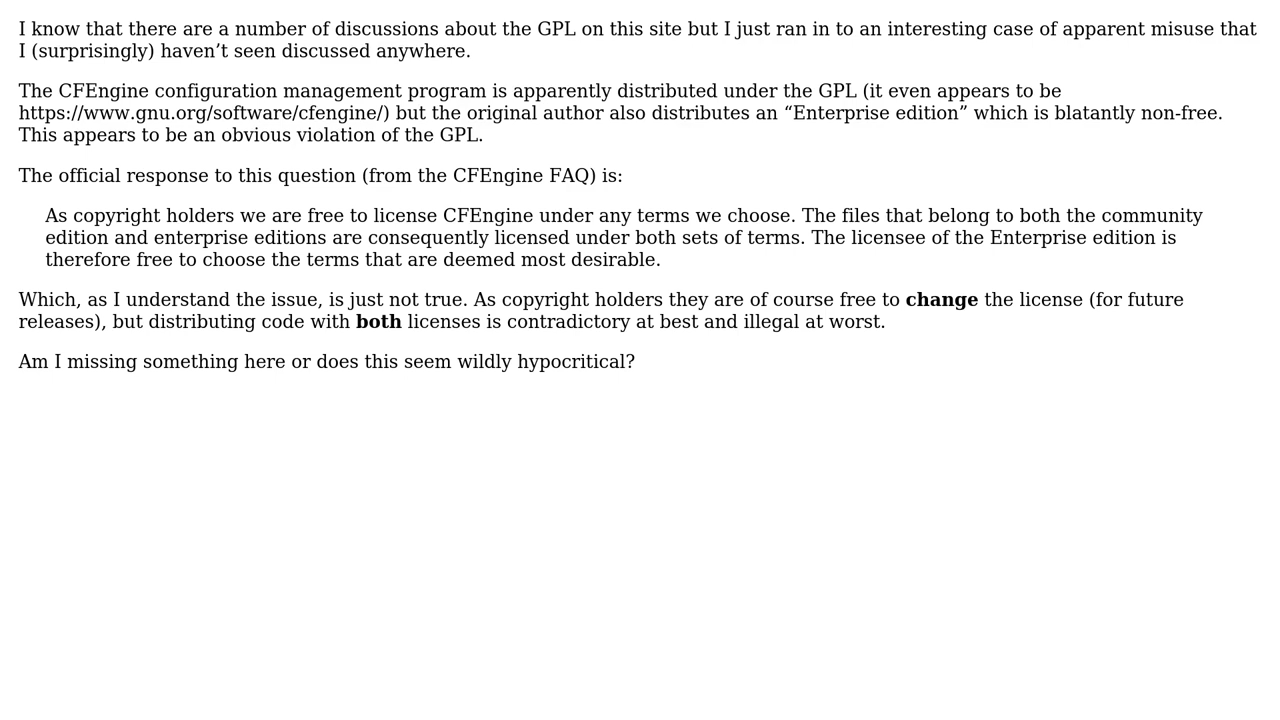 I know that there are a number of discussions about the GPL on this site but I just ran in to an interesting case of apparent misuse that
I (surprisingly) haven’t seen discussed anywhere.
The CFEngine configuration management program is apparently distributed under the GPL (it even appears to be
https://www.gnu.org/software/cfengine/) but the original author also distributes an “Enterprise edition” which is blatantly non-free.
This appears to be an obvious violation of the GPL.
The official response to this question (from the CFEngine FAQ) is:
As copyright holders we are free to license CFEngine under any terms we choose. The files that belong to both the community
edition and enterprise editions are consequently licensed under both sets of terms. The licensee of the Enterprise edition is
therefore free to choose the terms that are deemed most desirable.
Which, as I understand the issue, is just not true. As copyright holders they are of course free to change the license (for future
releases), but distributing code with both licenses is contradictory at best and illegal at worst.
Am I missing something here or does this seem wildly hypocritical?